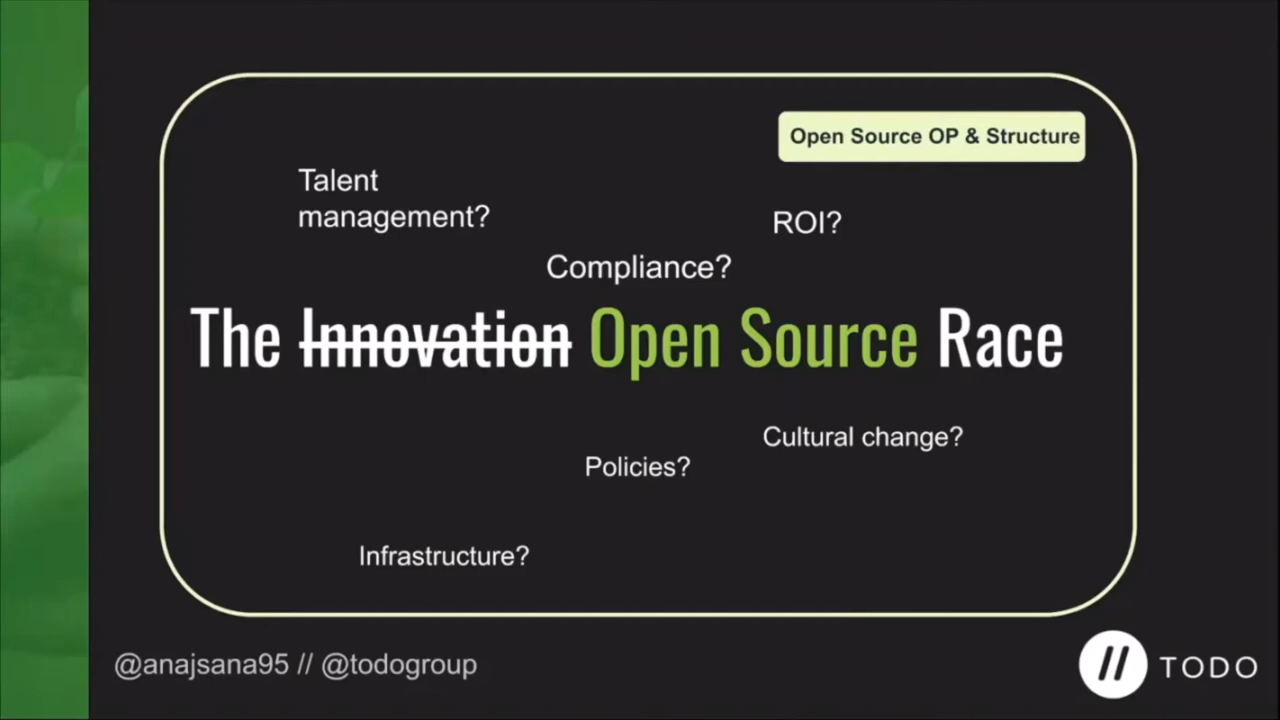 Open Source OP & Structure
Talent
management?
ROI?
Compliance?
The Innovation Open Source Race
Cultural change?
Policies?
Infrastructure?
@anajsana95 // @todogroup
// TODO